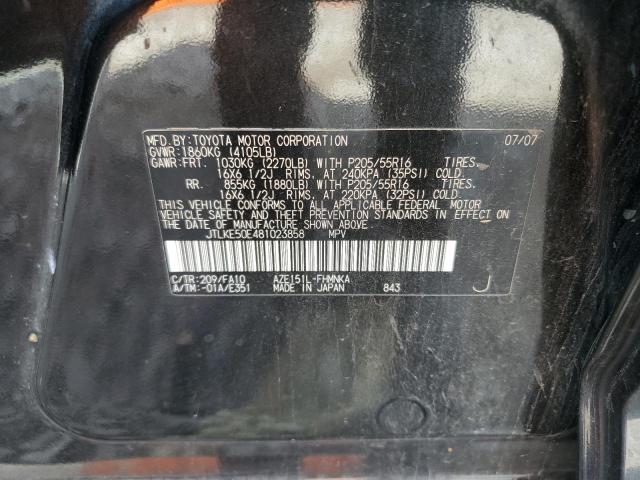 MFD. BY: TOYOTA MOTOR CORPORATION 07/07
GVWR: 1860KG (4105LB)
GAWR: FRT. 1030KG (2270LB) WITH P205/55R16 TIRES.
16X6 1/2J RIMS. AT 240KPA (35PSI) COLD.
RR. 855KG (1880LB) WITH P205/55R16 TIRES.
16X6 1/2J RIMS. AT 220KPA (32PSI) COLD.
THIS VEHICLE CONFORMS TO ALL APPLICABLE FEDERAL MOTOR
VEHICLE SAFETY, BUMPER, AND THEFT PREVENTION STANDARDS IN EFFECT
ON THE DATE OF MANUFACTURE SHOWN ABOVE.
JTLKE50E481023858 MPV
C/TR: 209/FA10 AZE151L-FHMNKA
A/TM: -01A/E351 MADE IN JAPAN 843 J